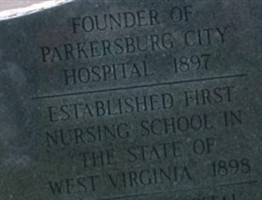 FOUNDER OF
PARKERSBURG CITY
HOSPITAL 1897
ESTABLISHED FIRST
NURSING SCHOOL IN
THE STATE OF
WEST VIRGINIA 1898